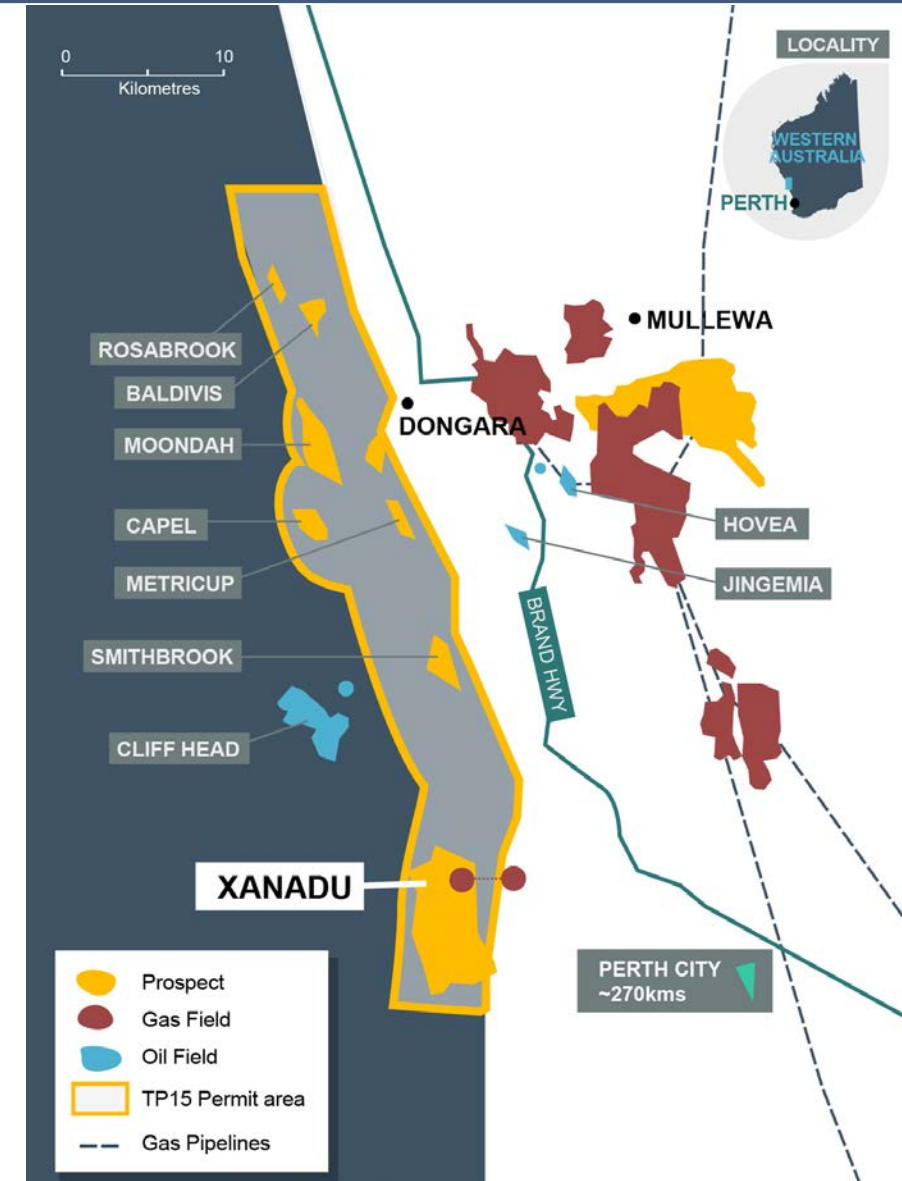 0 10
Kilometres
LOCALITY
WESTERN
AUSTRALIA
PERTH
ROSABROOK
BALDIVIS
MOONDAH
CAPEL
METRICUP
SMITHBROOK
CLIFF HEAD
MULLEWA
DONGARA
HOVEA
JINGEMIA
BRAND HWY
XANADU
PERTH CITY
~270kms
Prospect
Gas Field
Oil Field
TP15 Permit area
Gas Pipelines